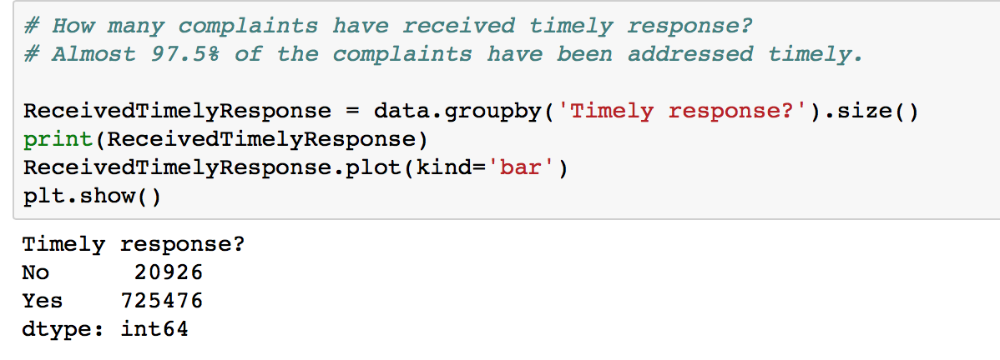 # How many complaints have received timely response?
# Almost 97.5% of the complaints have been addressed timely.
ReceivedTimelyResponse = data.groupby('Timely response?').size()
print(ReceivedTimelyResponse)
ReceivedTimelyResponse.plot(kind='bar')
plt.show()
Timely response?
No 20926
Yes 725476
dtype: int64